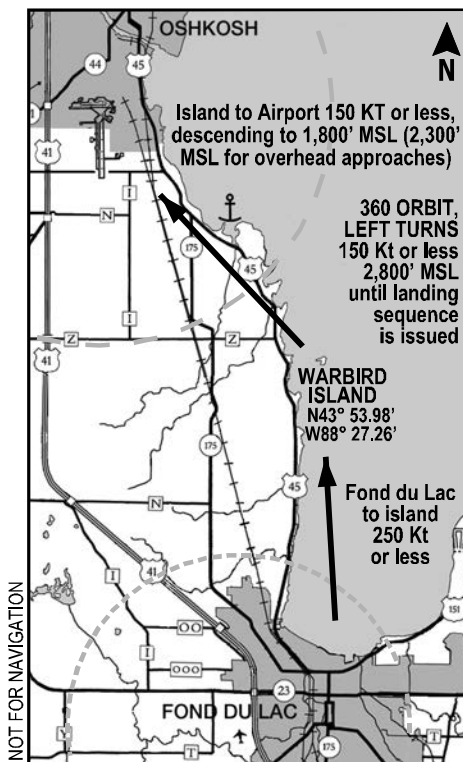 OSHKOSH
45
44
41
N
Island to Airport 150 KT or less,
descending to 1,800' MSL (2,300'
MSL for overhead approaches)
41
I
N
175
45
I
360 ORBIT,
LEFT TURNS
150 Kt or less
2,800' MSL
until landing
sequence
is issued
Z
Z
41
WARBIRD
ISLAND
N43° 53.98'
W88° 27.26'
175
45
N
Fond du Lac
to island
250 Kt
or less
41
I
I
OO
151
OOO
I
23
FOND DU LAC
Y
T
175
T
NOT FOR NAVIGATION